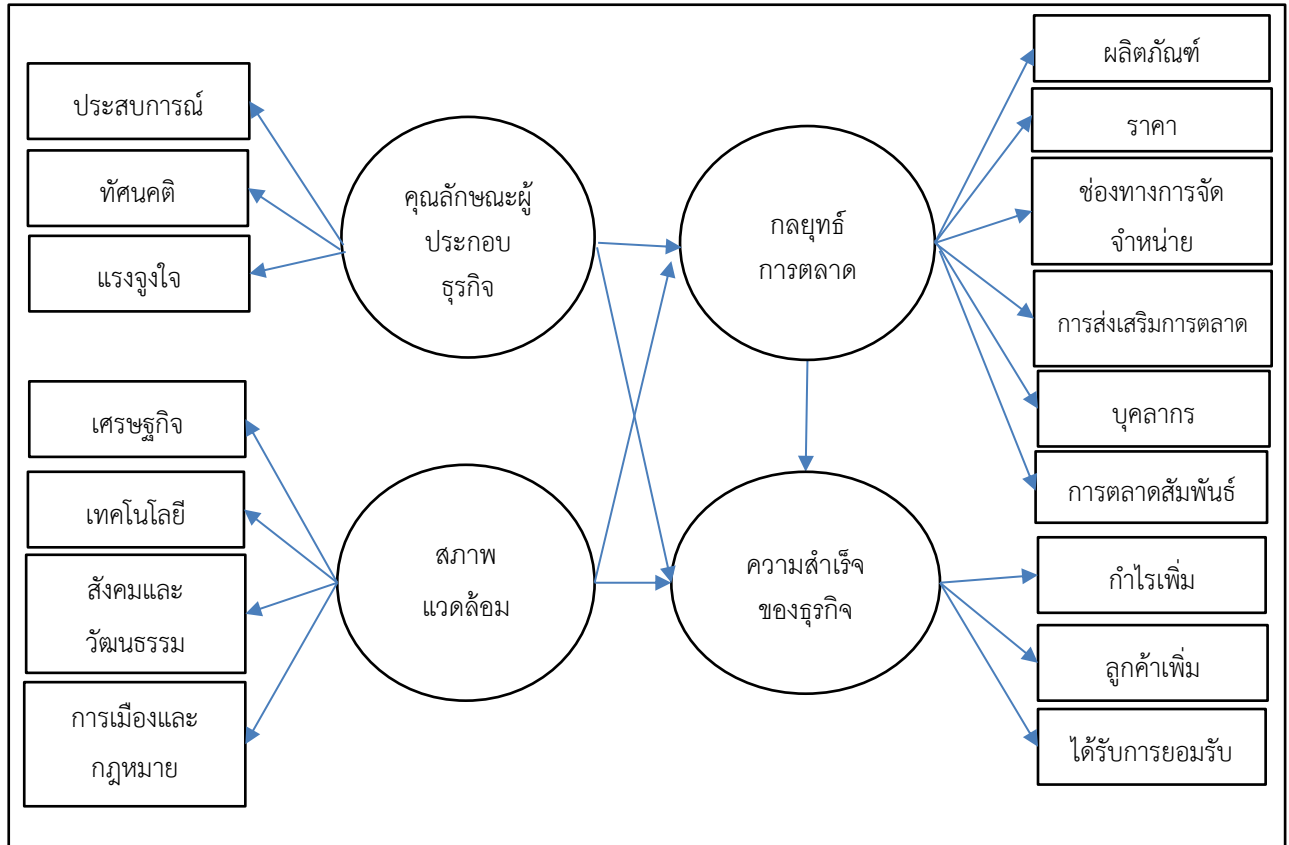 ประสบการณ์
ทัศนคติ
แรงจูงใจ
คุณลักษณะผู้
ประกอบ
ธุรกิจ
กลยุทธ์
การตลาด
ผลิตภัณฑ์
ราคา
ช่องทางการจัด
จำหน่าย
การส่งเสริมการตลาด
บุคลากร
การตลาดสัมพันธ์
เศรษฐกิจ
เทคโนโลยี
สังคมและ
วัฒนธรรม
การเมืองและ
กฎหมาย
สภาพ
แวดล้อม
ความสำเร็จ
ของธุรกิจ
กำไรเพิ่ม
ลูกค้าเพิ่ม
ได้รับการยอมรับ